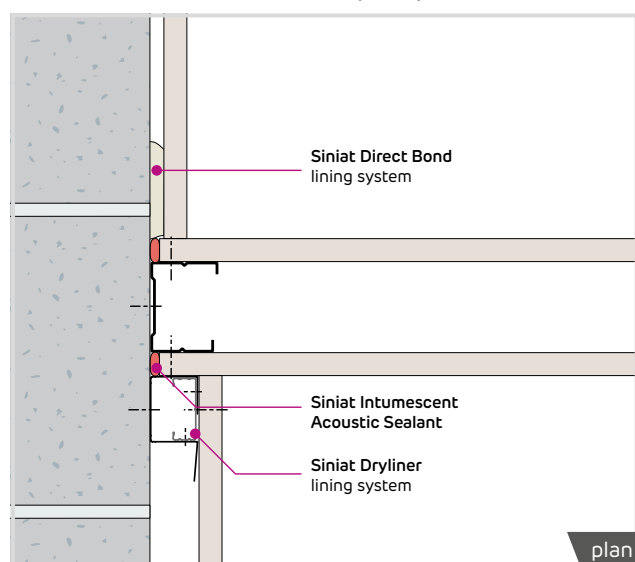 Siniat Direct Bond
lining system
Siniat Intumescent
Acoustic Sealant
Siniat Dryliner
lining system
plan